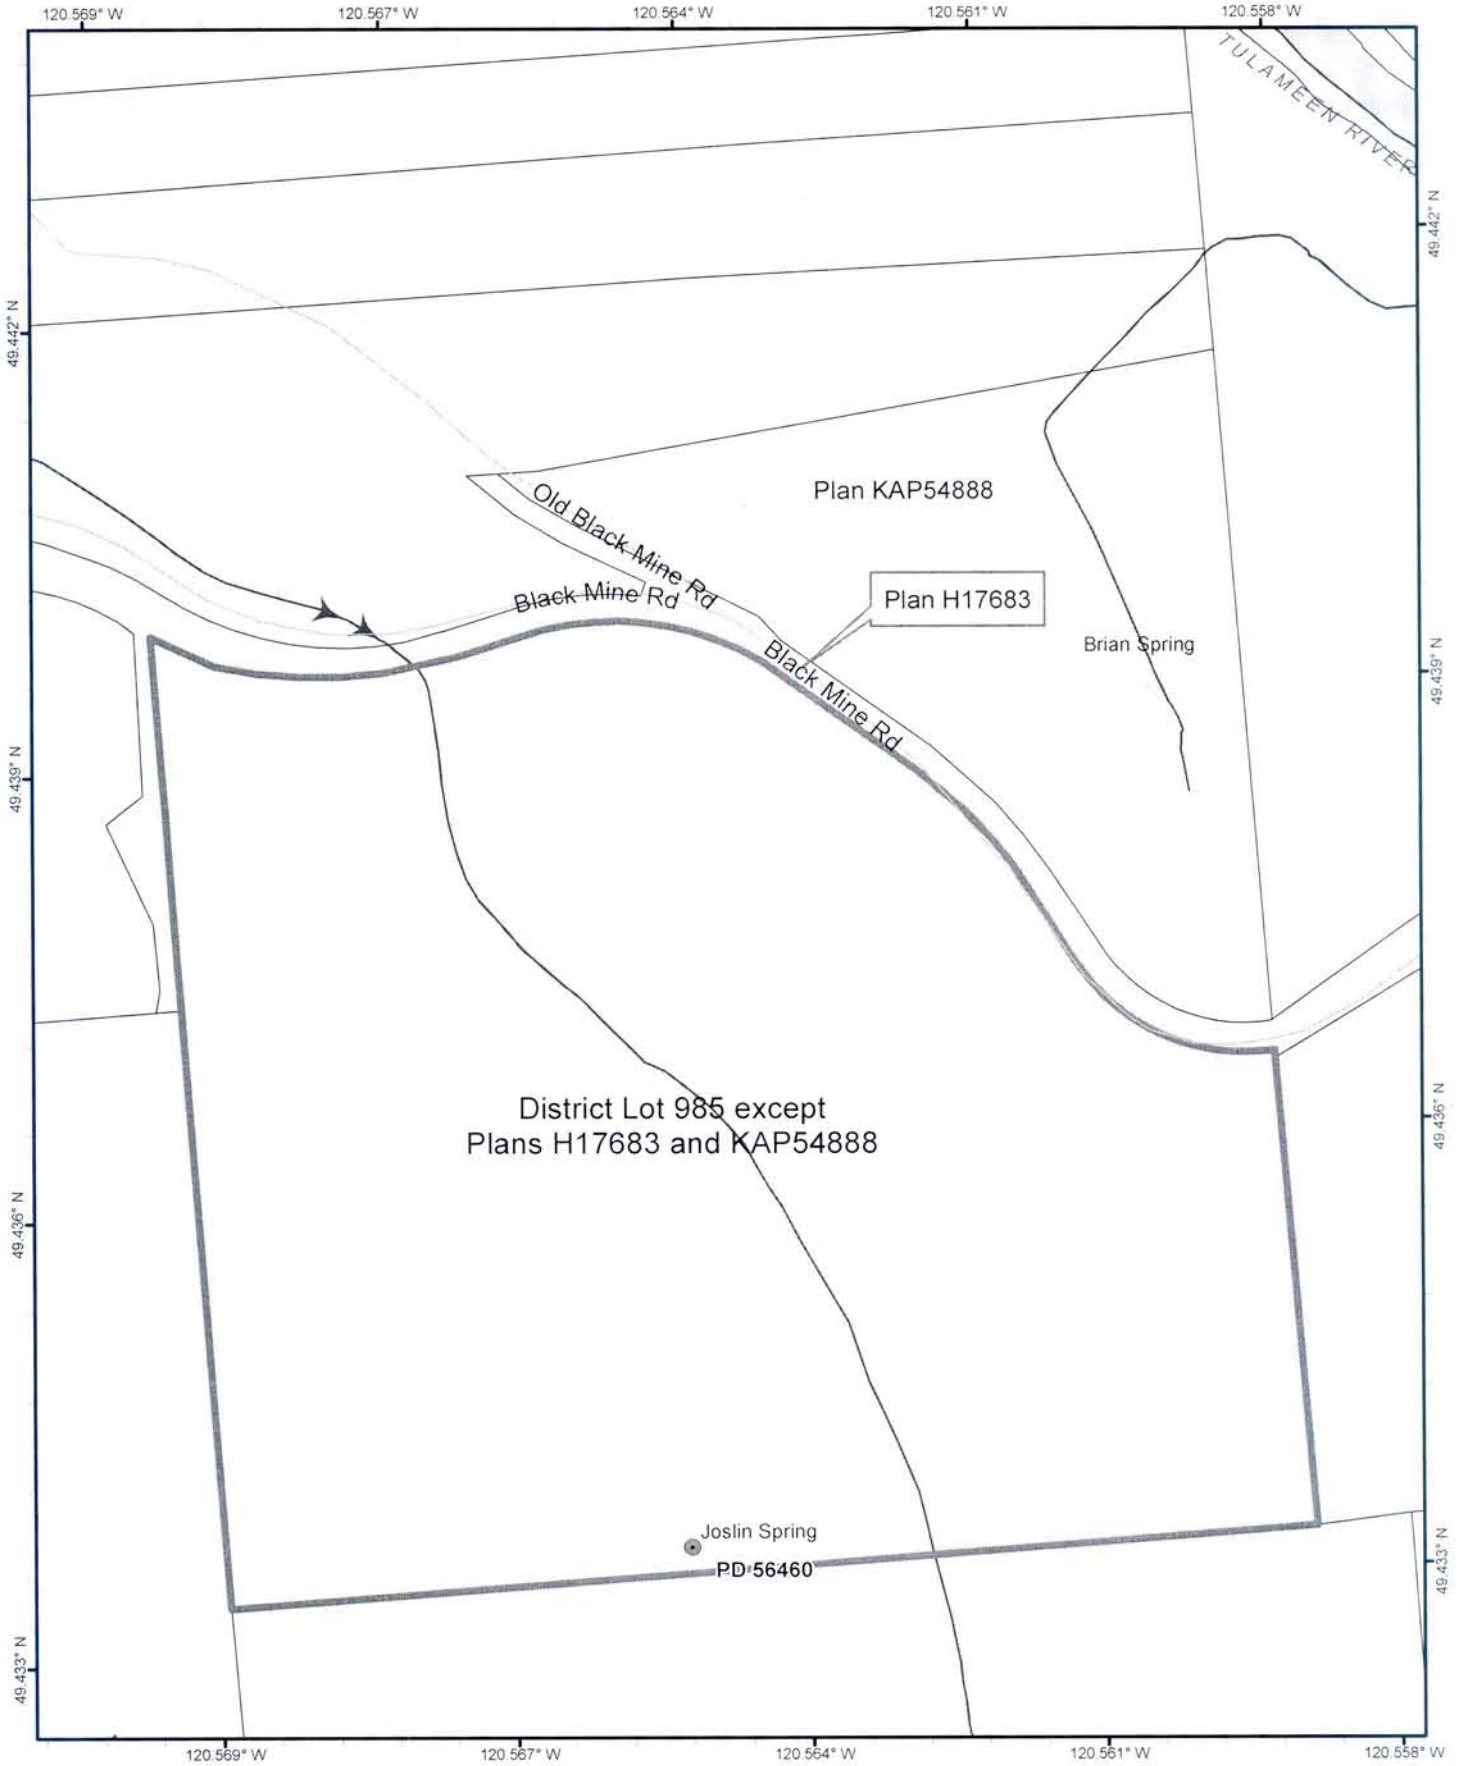 120.569° W
120.567° W
120.564° W
120.561° W
120.558° W
TULAMEEN RIVER
49.442° N
49.442° N
Plan KAP54888
Old Black Mine Rd
Black Mine Rd
Plan H17683
Brian Spring
Black Mine Rd
49.439° N
49.439° N
District Lot 985 except
Plans H17683 and KAP54888
49.436° N
49.436° N
Joslin Spring
PD 56460
49.433° N
49.433° N
120.569° W
120.567° W
120.564° W
120.561° W
120.558° W